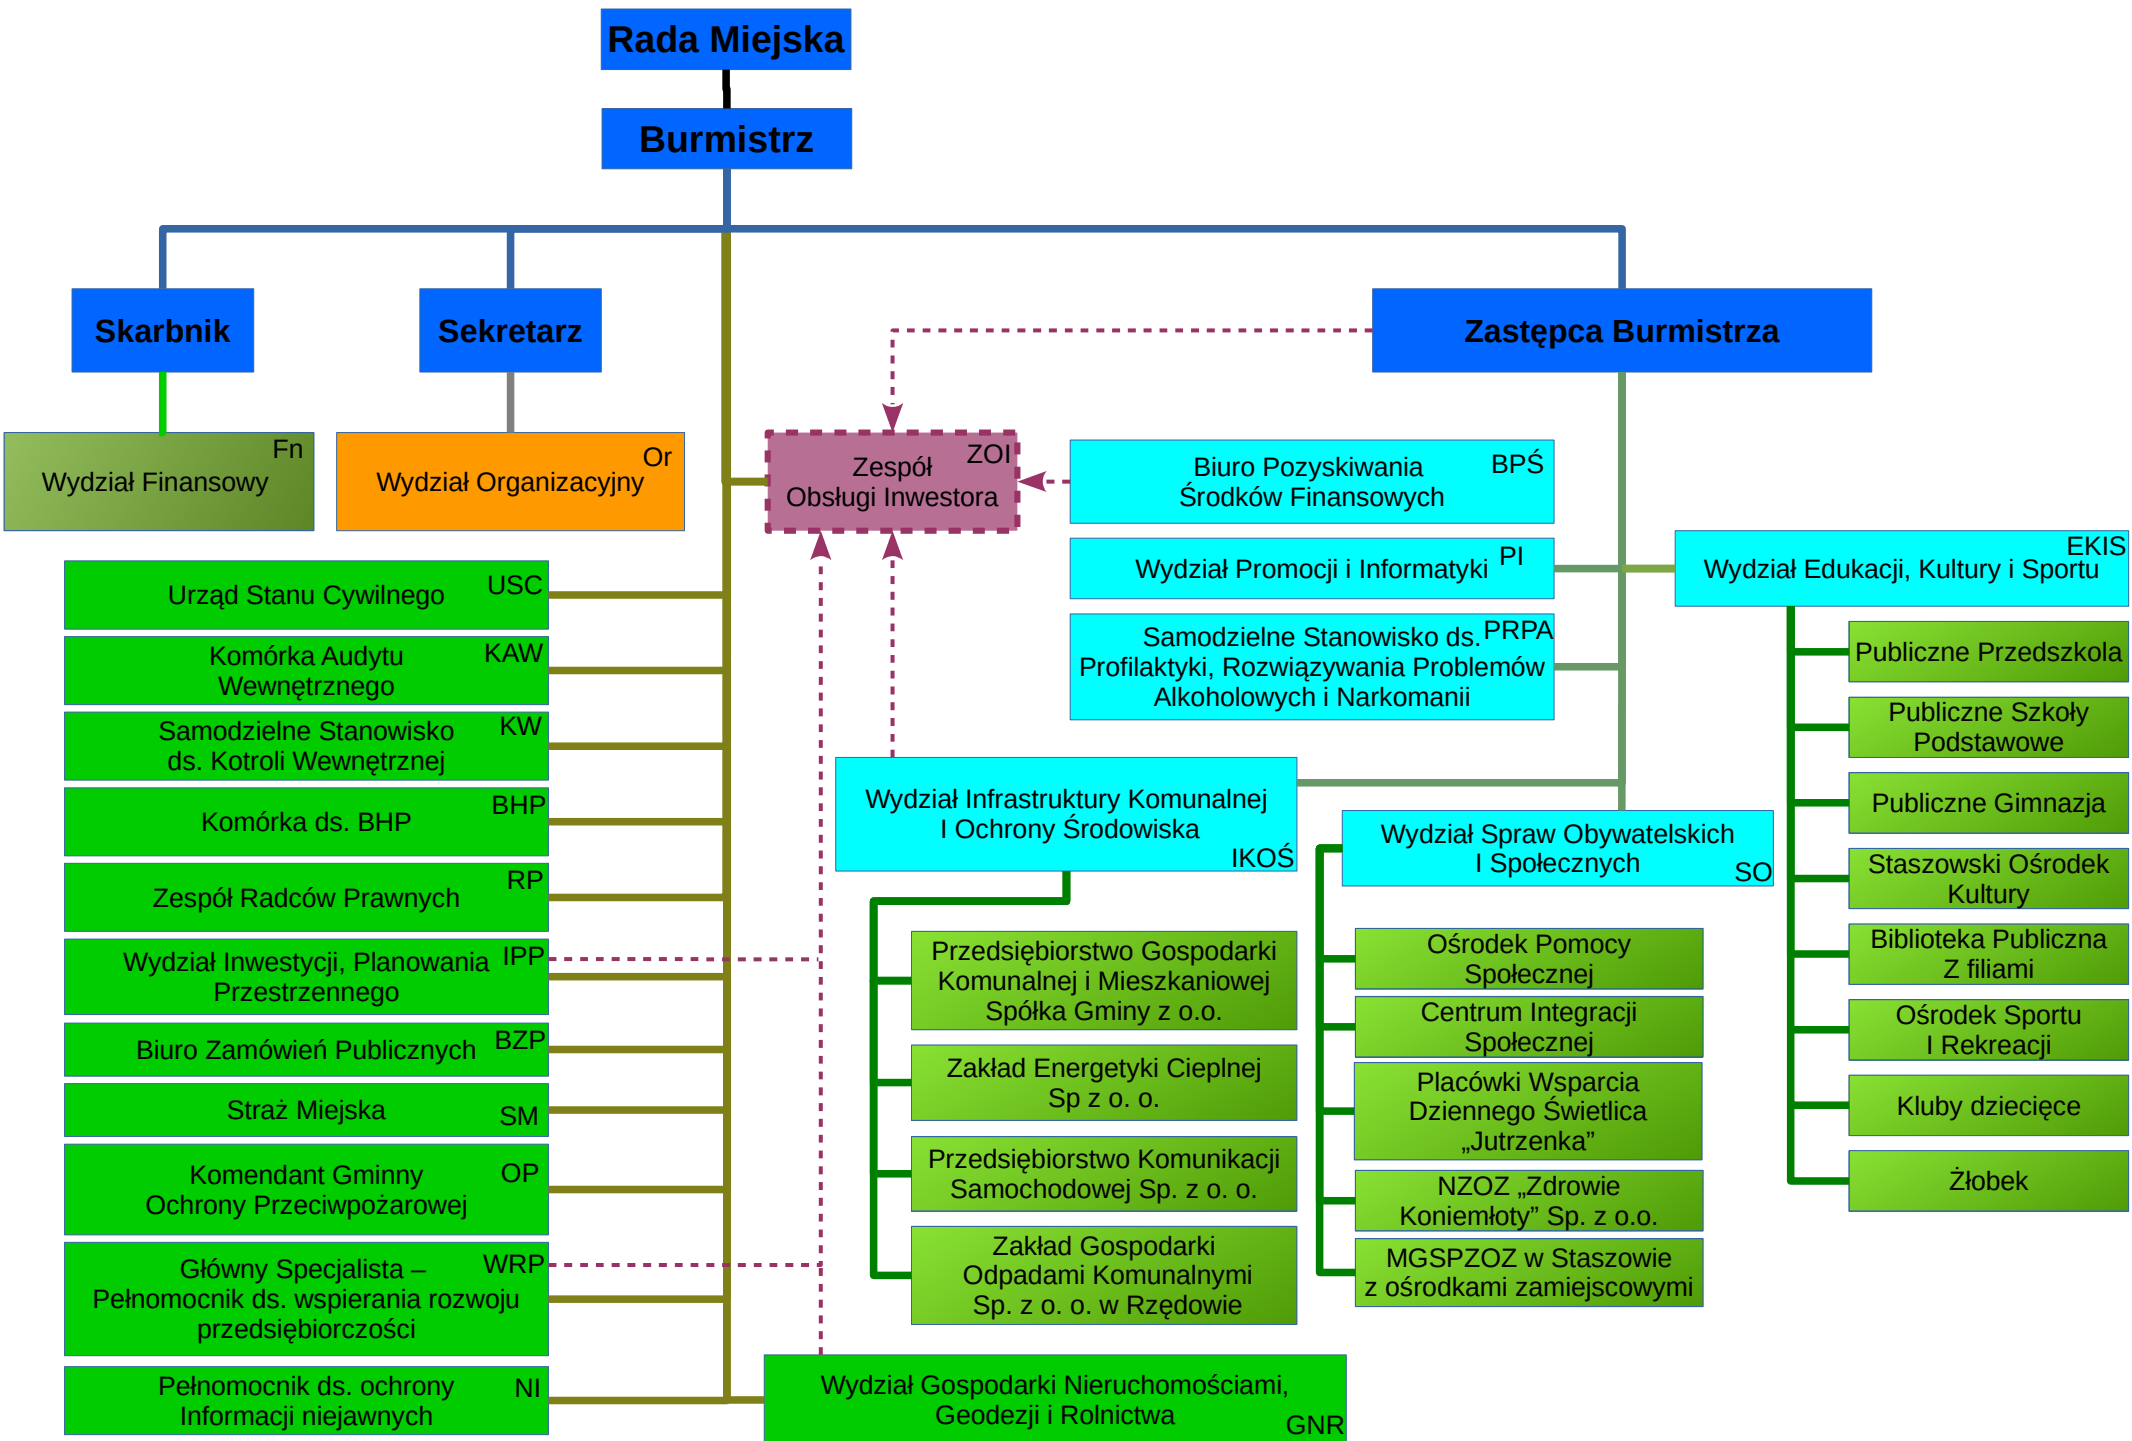 Rada Miejska
Burmistrz
Skarbnik
Sekretarz
Zastępca Burmistrza
Fn
Wydział Finansowy
Or
Wydział Organizacyjny
ZOI
Zespół
Obsługi Inwestora
BPŚ
Biuro Pozyskiwania
Środków Finansowych
PI
Wydział Promocji i Informatyki
PRPA
Samodzielne Stanowisko ds.
Profilaktyki, Rozwiązywania Problemów
Alkoholowych i Narkomanii
EKIS
Wydział Edukacji, Kultury i Sportu
Publiczne Przedszkola
Publiczne Szkoły
Podstawowe
Publiczne Gimnazja
Staszowski Ośrodek
Kultury
Biblioteka Publiczna
Z filiami
Ośrodek Sportu
I Rekreacji
Kluby dziecięce
Żłobek
USC
Urząd Stanu Cywilnego
KAW
Komórka Audytu
Wewnętrznego
KW
Samodzielne Stanowisko
ds. Kotroli Wewnętrznej
BHP
Komórka ds. BHP
RP
Zespół Radców Prawnych
IPP
Wydział Inwestycji, Planowania
Przestrzennego
BZP
Biuro Zamówień Publicznych
Straż Miejska
SM
OP
Komendant Gminny
Ochrony Przeciwpożarowej
WRP
Główny Specjalista –
Pełnomocnik ds. wspierania rozwoju
przedsiębiorczości
NI
Pełnomocnik ds. ochrony
Informacji niejawnych
Wydział Infrastruktury Komunalnej
I Ochrony Środowiska
IKOŚ
Przedsiębiorstwo Gospodarki
Komunalnej i Mieszkaniowej
Spółka Gminy z o.o.
Zakład Energetyki Cieplnej
Sp z o. o.
Przedsiębiorstwo Komunikacji
Samochodowej Sp. z o. o.
Zakład Gospodarki
Odpadami Komunalnymi
Sp. z o. o. w Rzędowie
Wydział Spraw Obywatelskich
I Społecznych
SO
Ośrodek Pomocy
Społecznej
Centrum Integracji
Społecznej
Placówki Wsparcia
Dziennego Świetlica
„Jutrzenka”
NZOZ „Zdrowie
Koniemłoty” Sp. z o.o.
MGSPZOZ w Staszowie
z ośrodkami zamiejscowymi
Wydział Gospodarki Nieruchomościami,
Geodezji i Rolnictwa
GNR